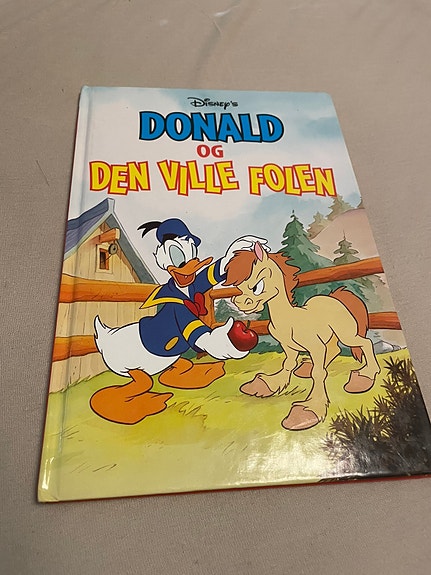 Disney's
DONALD
OG
DEN VILLE FOLEN